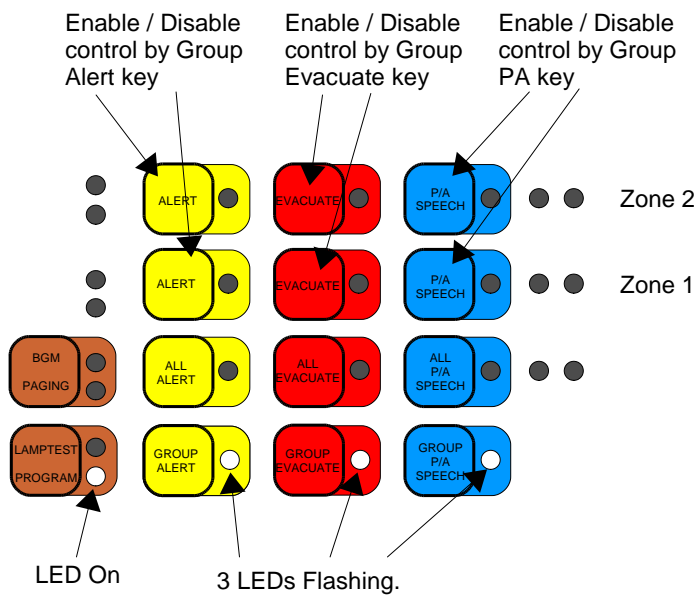 Enable / Disable
control by Group
Alert key
Enable / Disable
control by Group
Evacuate key
Enable / Disable
control by Group
PA key
ALERT
EVACUATE
P/A
SPEECH
Zone 2
ALERT
EVACUATE
P/A
SPEECH
Zone 1
BGM
PAGING
ALL
ALERT
ALL
EVACUATE
ALL
P/A
SPEECH
LAMPTEST
PROGRAM
GROUP
ALERT
GROUP
EVACUATE
GROUP
P/A
SPEECH
LED On
3 LEDs Flashing.